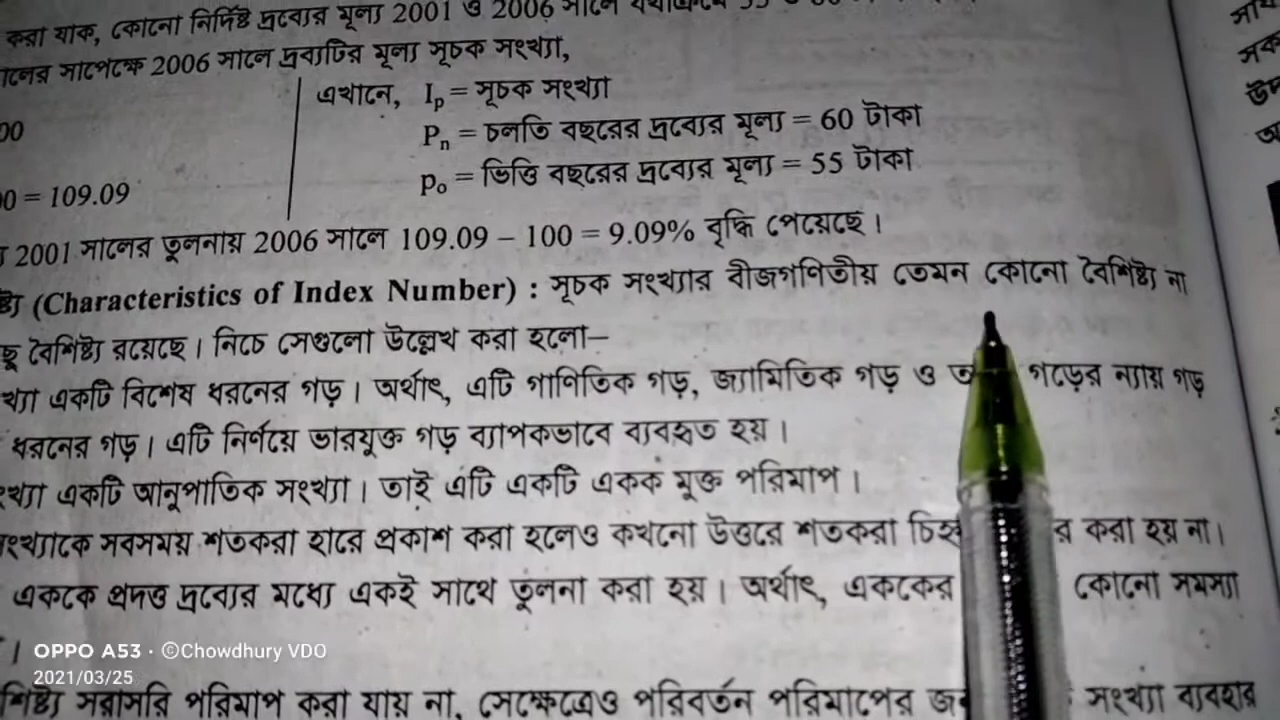 করা যাক, কোনো নির্দিষ্ট দ্রব্যের মূল্য 2001 ও 2006 সালে
সাপেক্ষে 2006 সালে দ্রব্যটির মূল্য সূচক সংখ্যা,
এখানে, Ip = সূচক সংখ্যা
00
Pn = চলতি বছরের দ্রব্যের মূল্য = 60 টাকা
po = ভিত্তি বছরের দ্রব্যের মূল্য = 55 টাকা
0 = 109.09
2001 সালের তুলনায় 2006 সালে 109.09 – 100 = 9.09% বৃদ্ধি পেয়েছে।
(Characteristics of Index Number) : সূচক সংখ্যার বীজগণিতীয় তেমন কোনো বৈশিষ্ট্য না
বৈশিষ্ট্য রয়েছে। নিচে সেগুলো উল্লেখ করা হলো–
একটি বিশেষ ধরনের গড়। অর্থাৎ, এটি গাণিতিক গড়, জ্যামিতিক গড় ও গড়ের ন্যায় গড়
ধরনের গড়। এটি নির্ণয়ে ভারযুক্ত গড় ব্যাপকভাবে ব্যবহৃত হয়।
একটি আনুপাতিক সংখ্যা। তাই এটি একটি একক মুক্ত পরিমাপ।
সবসময় শতকরা হারে প্রকাশ করা হলেও কখনো উত্তরে শতকরা করা হয় না।
এককে প্রদত্ত দ্রব্যের মধ্যে একই সাথে তুলনা করা হয়। অর্থাৎ, এককের কোনো সমস্যা
OPPO A53 · ©Chowdhury VDO
2021/03/25
সরাসরি পরিমাপ করা যায় না, সেক্ষেত্রেও পরিবর্তন পরিমাপের সংখ্যা ব্যবহার